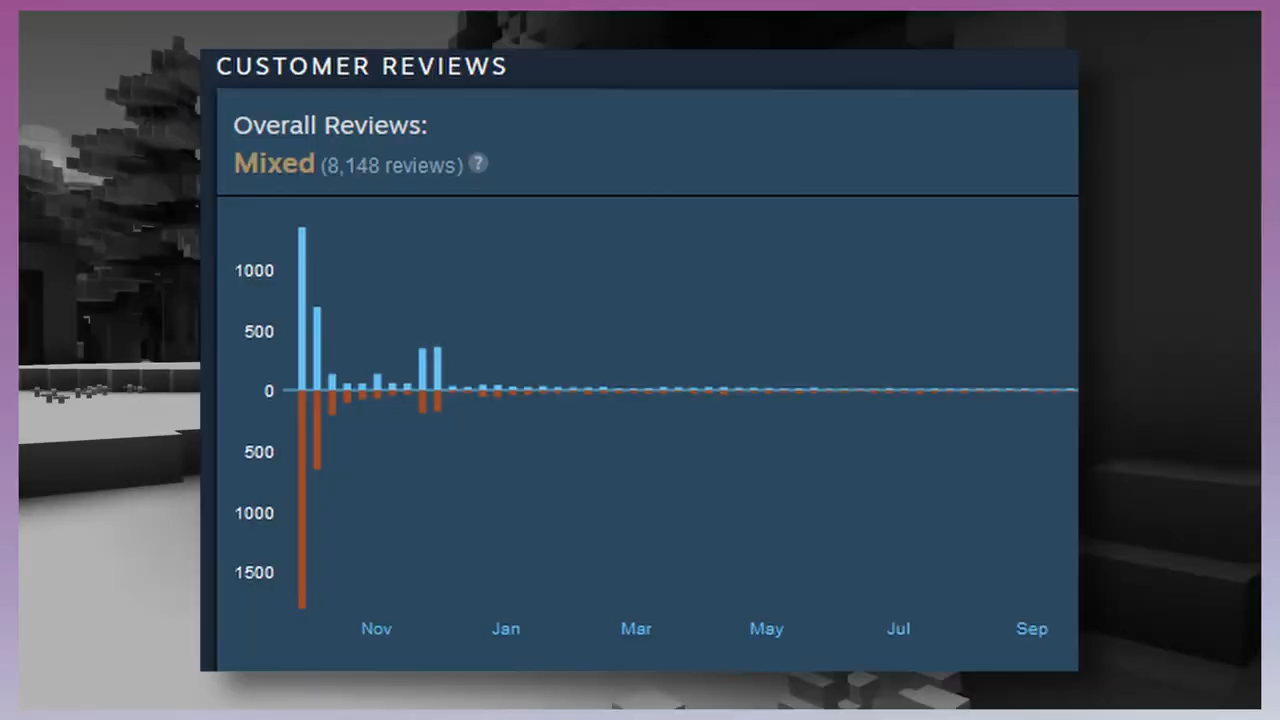 CUSTOMER REVIEWS
Overall Reviews:
Mixed (8,148 reviews) ?
1000
500
0
500
1000
1500
Nov Jan Mar May Jul Sep